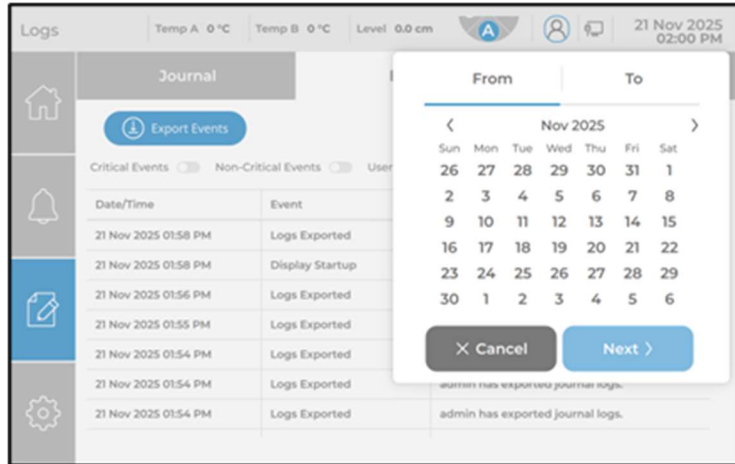 Logs
Temp A 0 °C Temp B 0 °C Level 0.0 cm A 21 Nov 2025
02:00 PM
Journal
Export Events
Critical Events Non-Critical Events User
Date/Time Event
21 Nov 2025 01:58 PM Logs Exported
21 Nov 2025 01:58 PM Display Startup
21 Nov 2025 01:56 PM Logs Exported
21 Nov 2025 01:55 PM Logs Exported
21 Nov 2025 01:54 PM Logs Exported
21 Nov 2025 01:54 PM Logs Exported admin has exported journal logs.
21 Nov 2025 01:54 PM Logs Exported admin has exported journal logs.
From To
Nov 2025
Sun Mon Tue Wed Thu Fri Sat
26 27 28 29 30 31 1
2 3 4 5 6 7 8
9 10 11 12 13 14 15
16 17 18 19 20 21 22
23 24 25 26 27 28 29
30 1 2 3 4 5 6
Cancel Next